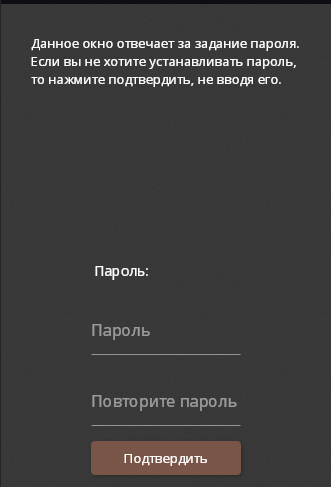 Данное окно отвечает за задание пароля.
Если вы не хотите устанавливать пароль,
то нажмите подтвердить, не вводя его.
Пароль:
Пароль
Повторите пароль
Подтвердить